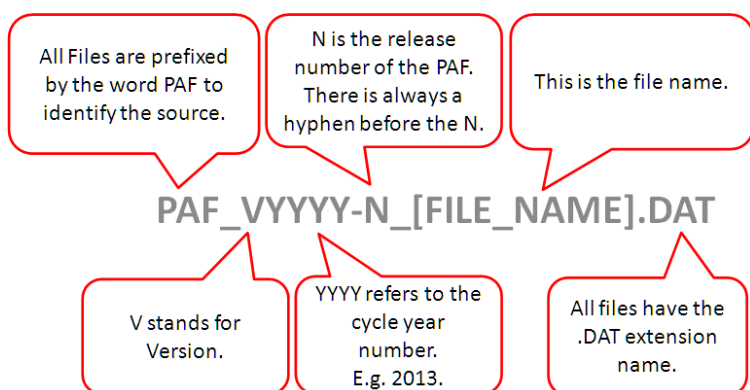 All Files are prefixed
by the word PAF to
identify the source.
N is the release
number of the PAF.
There is always a
hyphen before the N.
This is the file name.
PAF_VYYYY-N_[FILE_NAME].DAT
V stands for
Version.
YYYY refers to the
cycle year
number.
E.g. 2013.
All files have the
.DAT extension
name.